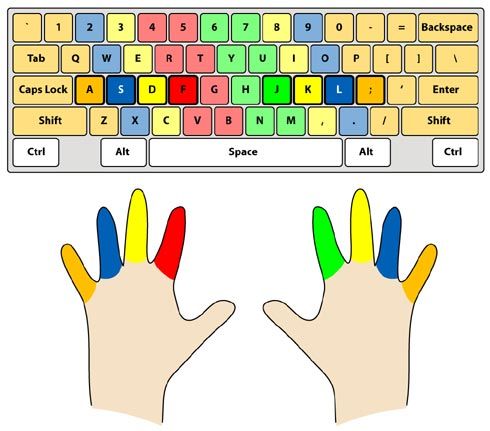 ` 1 2 3 4 5 6 7 8 9 0 - = Backspace
Tab Q W E R T Y U I O P [ ] \
Caps Lock A S D F G H J K L ; ‘ Enter
Shift Z X C V B N M , . / Shift
Ctrl Alt Space Alt Ctrl